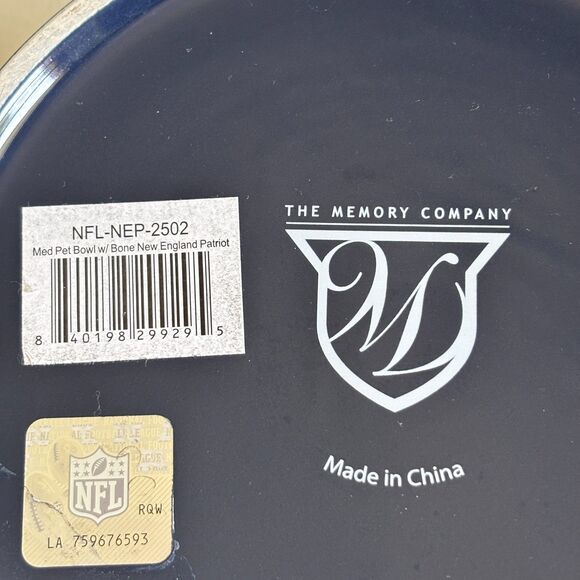 NFL-NEP-2502
Med Pet Bowl w/ Bone New England Patriot
8 40198 29929 5
THE MEMORY COMPANY
M
Made in China
NFL
RQW
LA 759676593